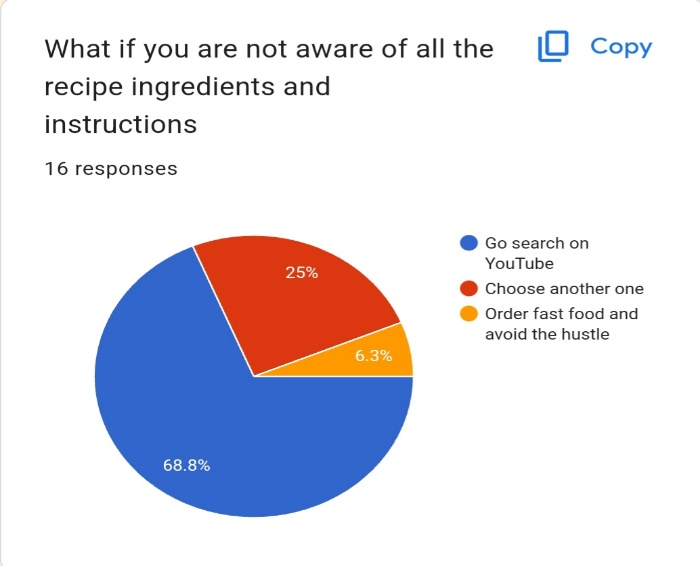 What if you are not aware of all the
recipe ingredients and
instructions
Copy
16 responses
25%
6.3%
68.8%
Go search on
YouTube
Choose another one
Order fast food and
avoid the hustle